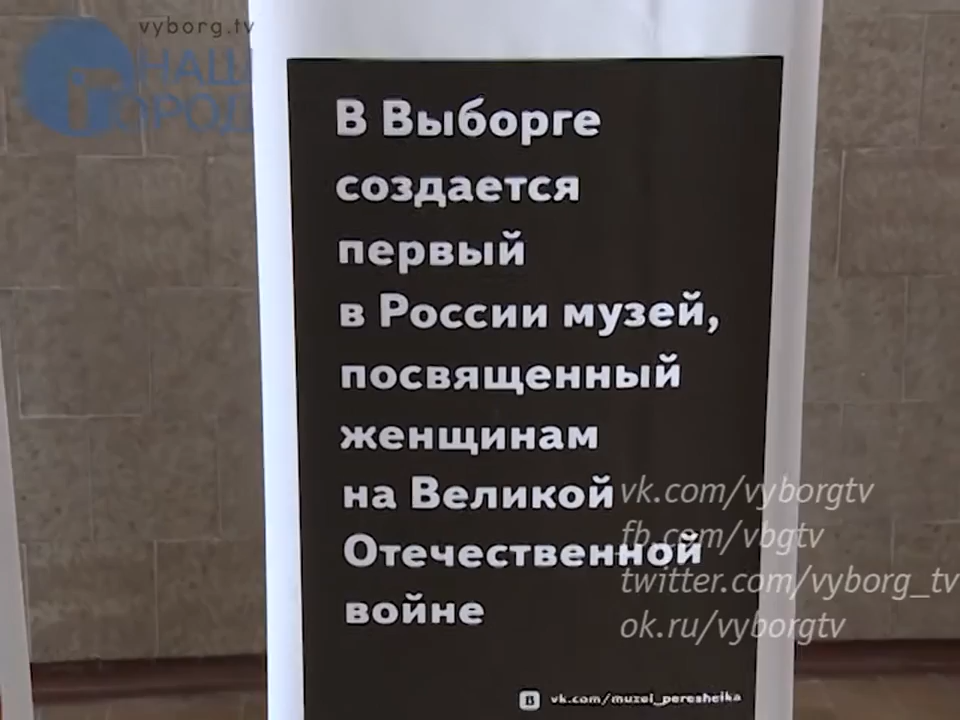 vyborg.tv
НАШ
ГОРОД
В Выборге
создается
первый
в России музей,
посвященный
женщинам
на Великой
Отечественной
войне
vk.com/vyborgtv
fb.com/vbgtv
twitter.com/vyborg_tv
ok.ru/vyborgtv
vk.com/muzei_peresheika